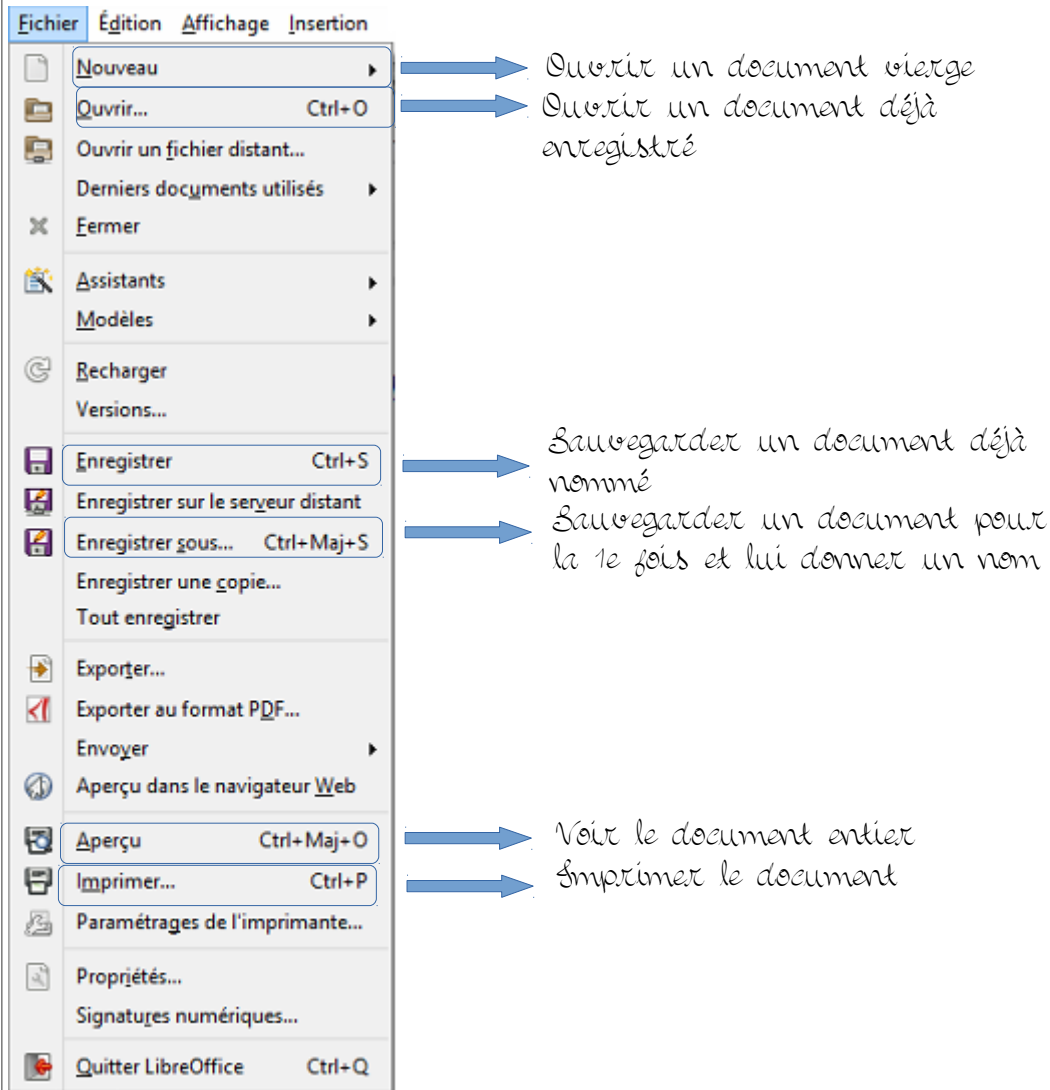 Fichier Édition Affichage Insertion
Nouveau
Ouvrir un document vierge
Ouvrir... Ctrl+O
Ouvrir un document déjà
enregistré
Ouvrir un fichier distant...
Derniers documents utilisés
Fermer
Assistants
Modèles
Recharger
Versions...
Enregistrer Ctrl+S
Sauvegarder un document déjà
nommé
Enregistrer sur le serveur distant
Enregistrer sous... Ctrl+Maj+S
Sauvegarder un document pour
la 1e fois et lui donner un nom
Enregistrer une copie...
Tout enregistrer
Exporter...
Exporter au format PDF...
Envoyer
Aperçu dans le navigateur Web
Aperçu Ctrl+Maj+O
Voir le document entier
Imprimer... Ctrl+P
Imprimer le document
Paramétrages de l'imprimante...
Propriétés...
Signatures numériques...
Quitter LibreOffice Ctrl+Q